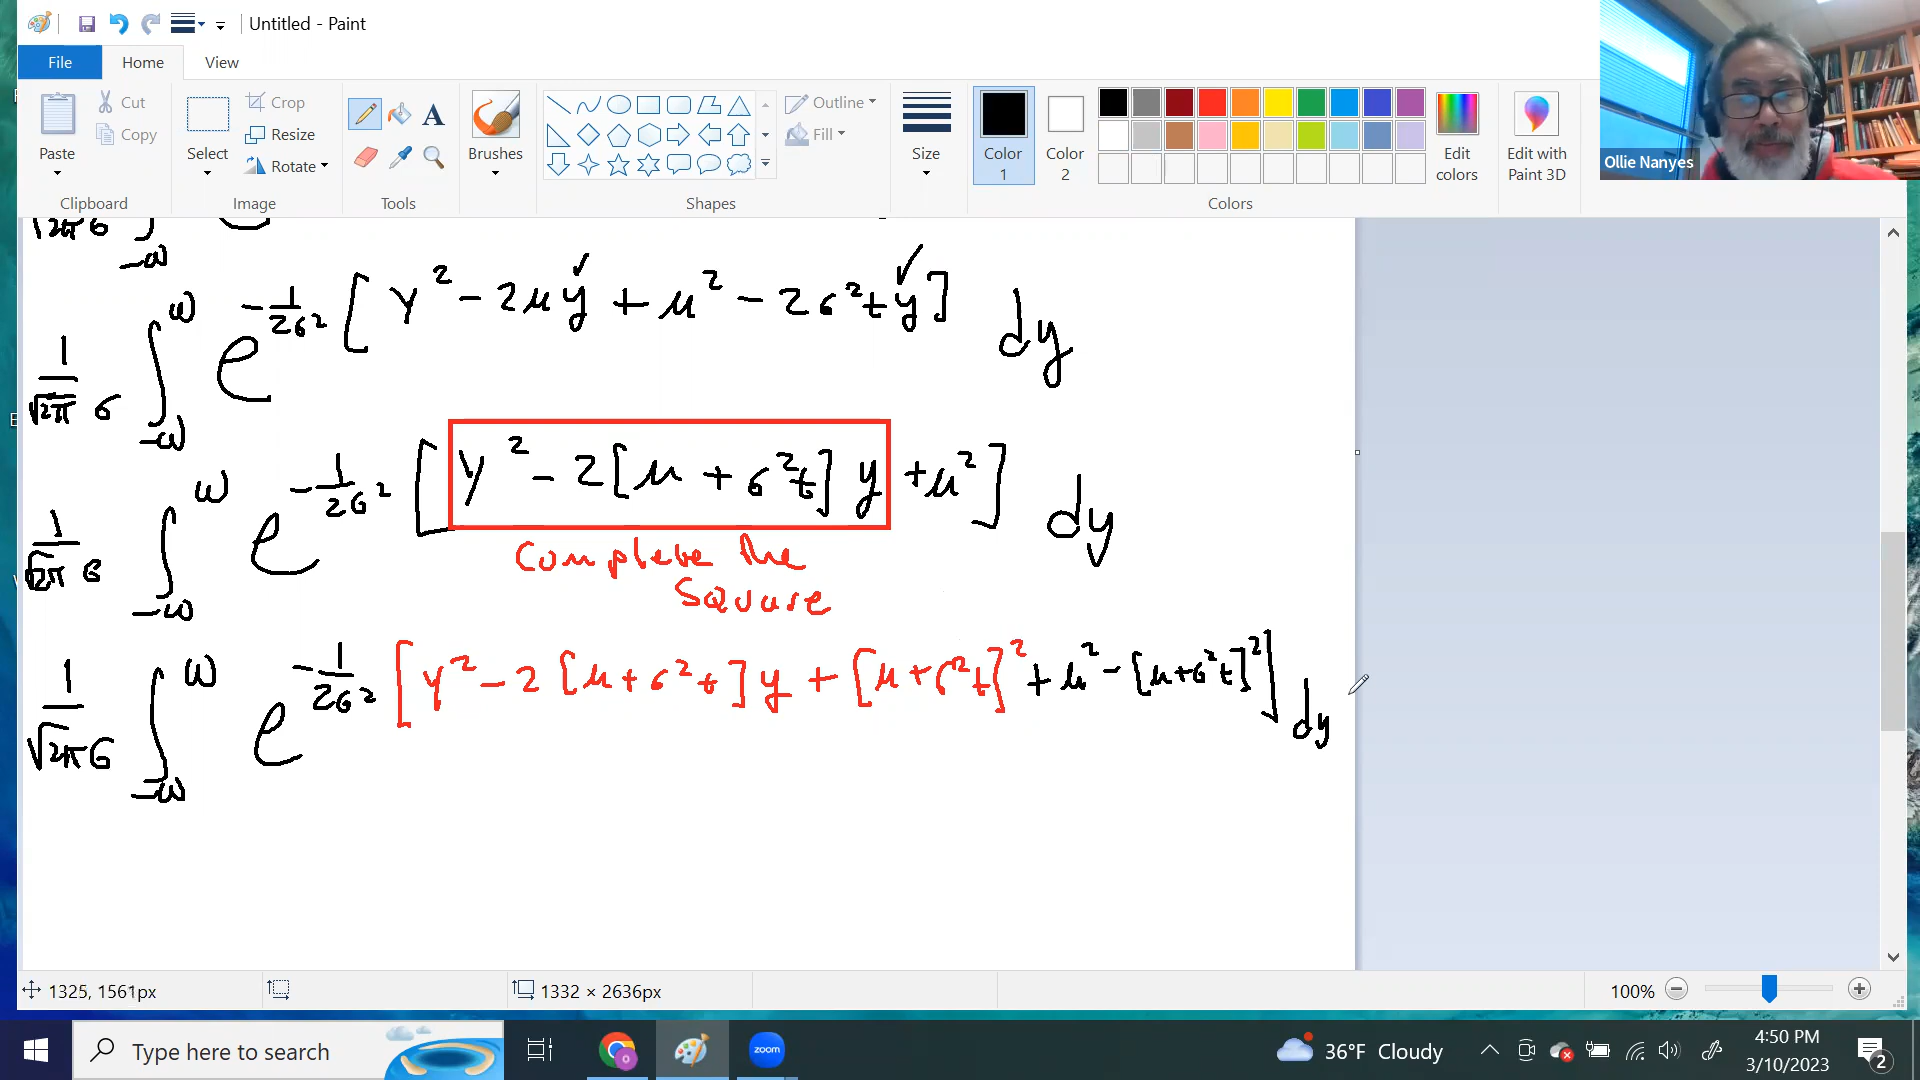 Untitled - Paint
File Home View
Paste Cut Copy Clipboard
Select Crop Resize Rotate Image
Tools
Brushes
Outline Fill Shapes
Size
Color 1 Color 2 Colors
Edit colors
Edit with Paint 3D
Ollie Nanyes
√2π σ ∫ -∞
1/√2π σ ∫_{-∞}^{∞} e^{-1/2σ² [y² - 2μy + μ² - 2σ²ty]} dy
✓ ✓
1/√2π σ ∫_{-∞}^{∞} e^{-1/2σ² [y² - 2[μ + σ²t]y + μ²]} dy
Complete the
Square
1/√2π σ ∫_{-∞}^{∞} e^{-1/2σ² [y² - 2[μ+σ²t]y + [μ+σ²t]² + μ² - [μ+σ²t]²]} dy
1325, 1561px
1332 × 2636px
100%
Type here to search
zoom
36°F Cloudy
4:50 PM
3/10/2023
2